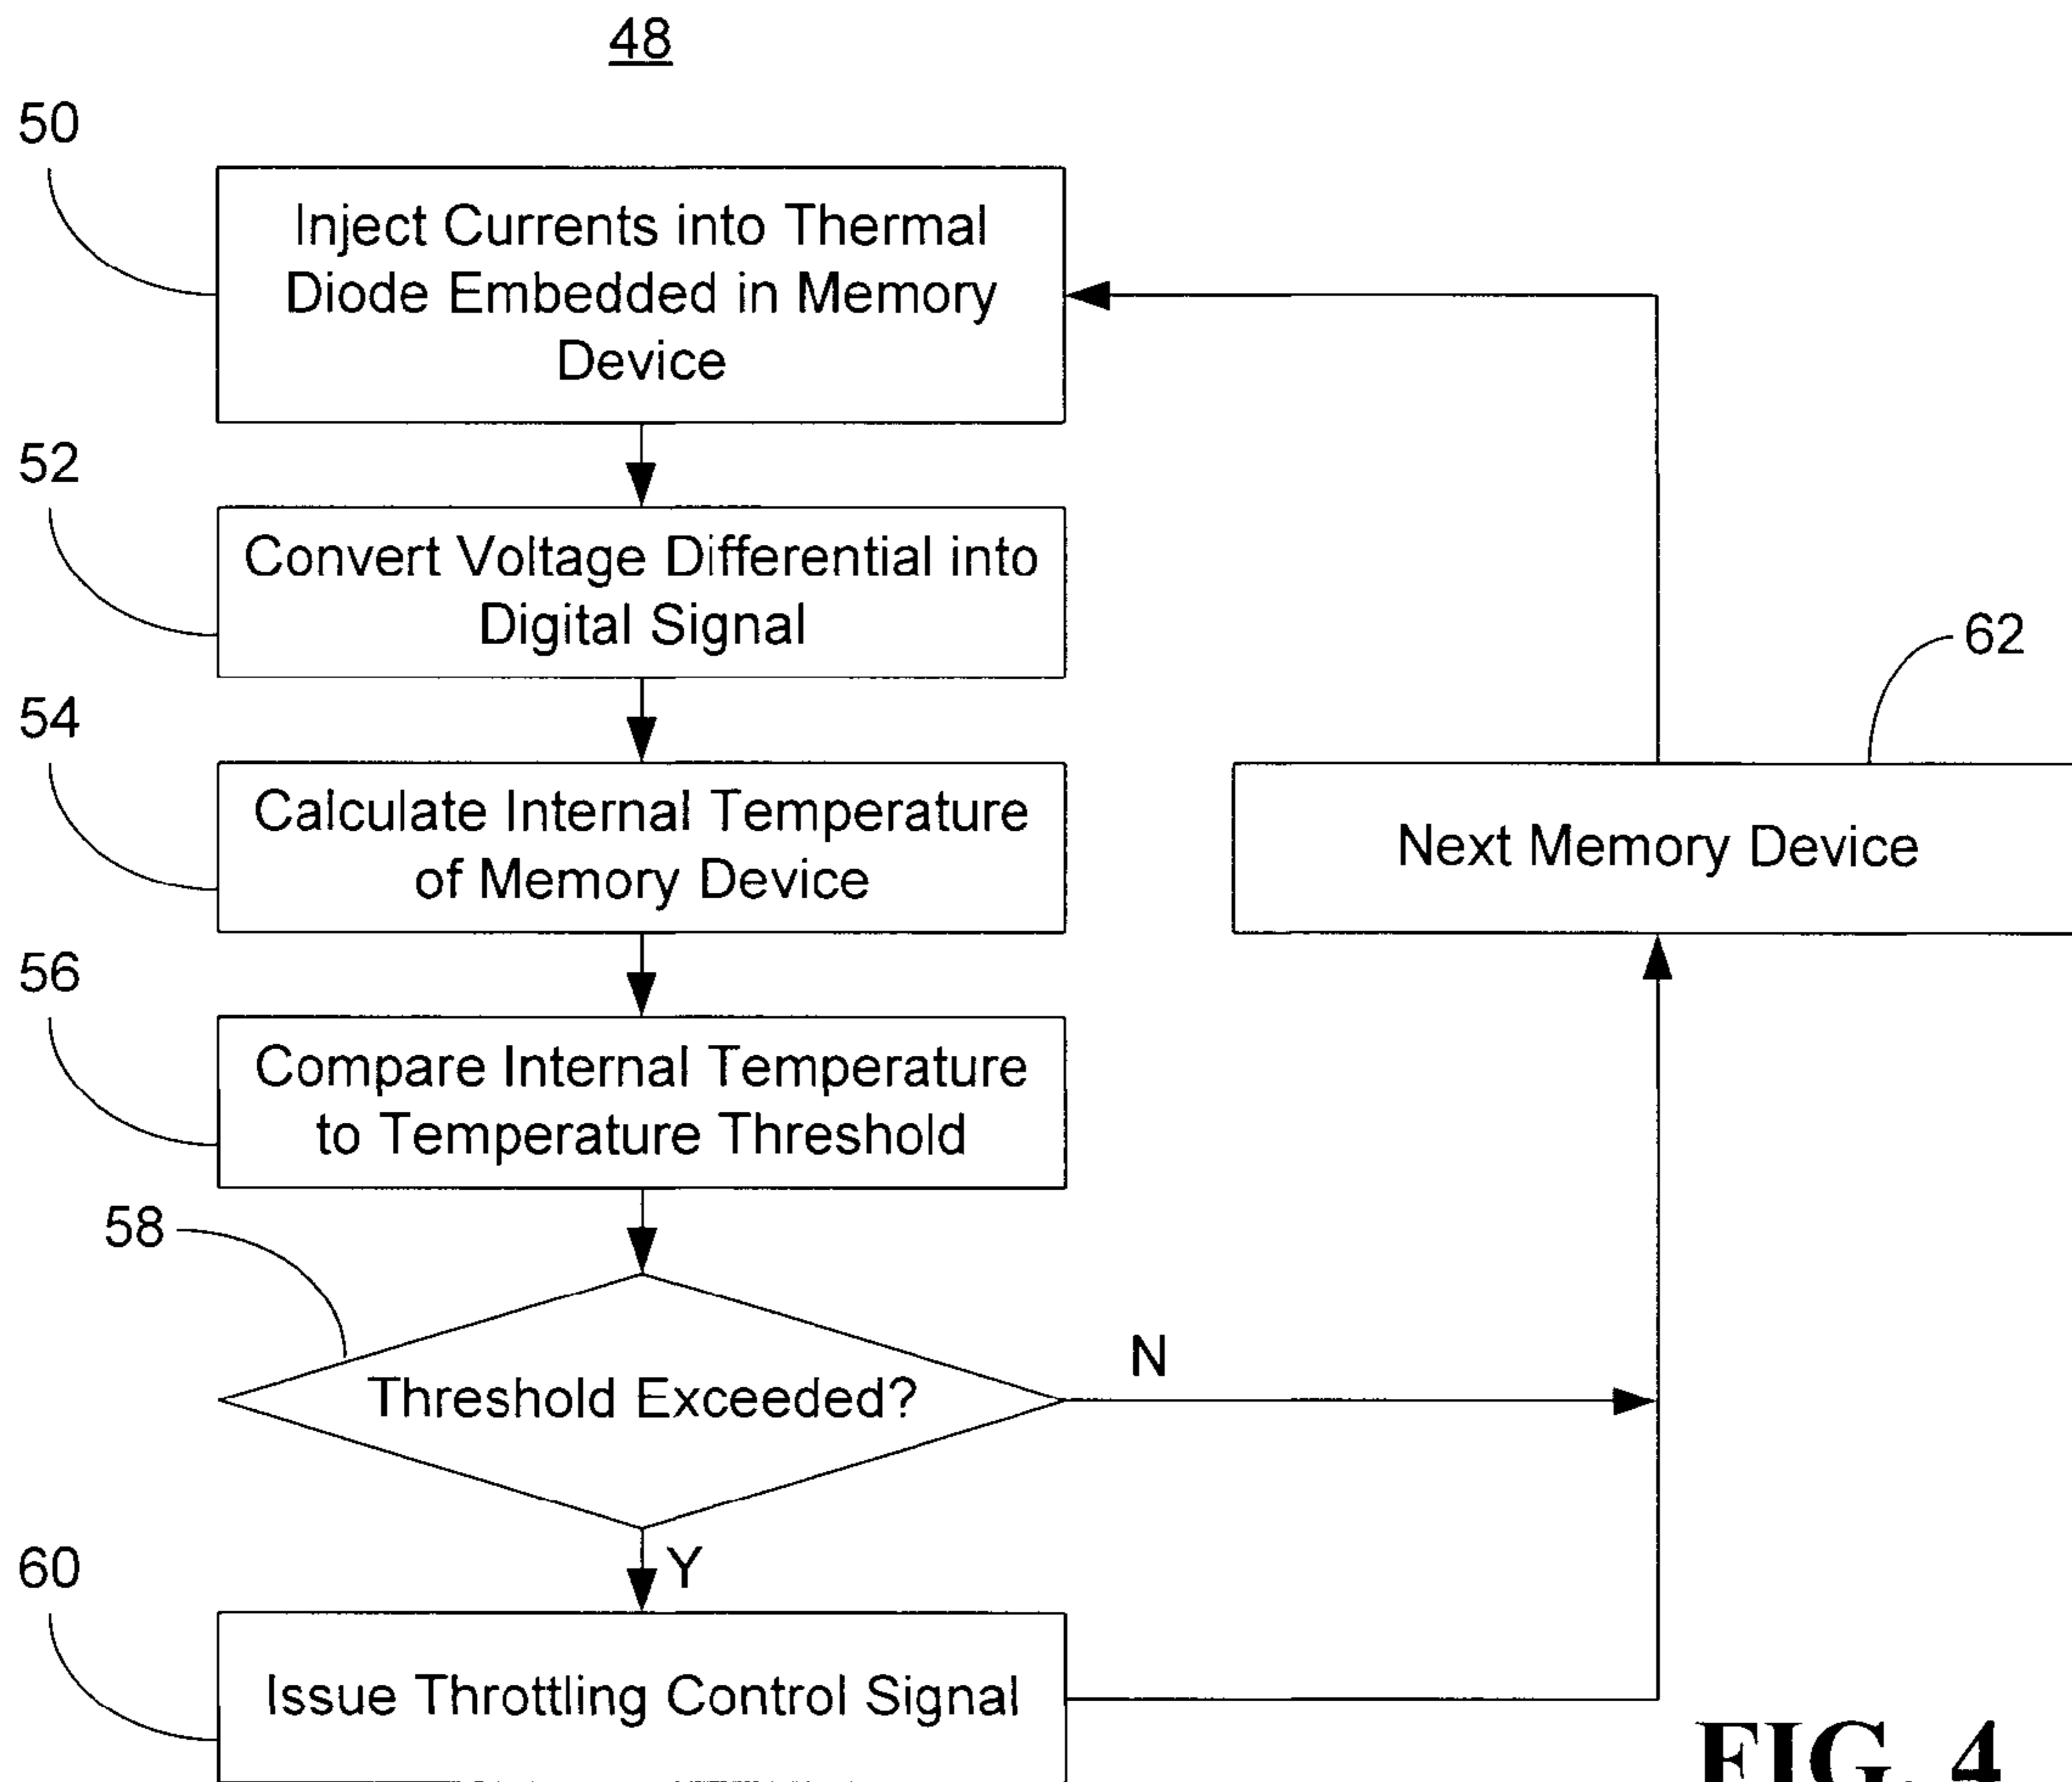 48
50
Inject Currents into Thermal
Diode Embedded in Memory
Device
52
Convert Voltage Differential into
Digital Signal
62
54
Calculate Internal Temperature
of Memory Device
Next Memory Device
56
Compare Internal Temperature
to Temperature Threshold
58
N
Threshold Exceeded?
Y
60
Issue Throttling Control Signal
FIG. 4